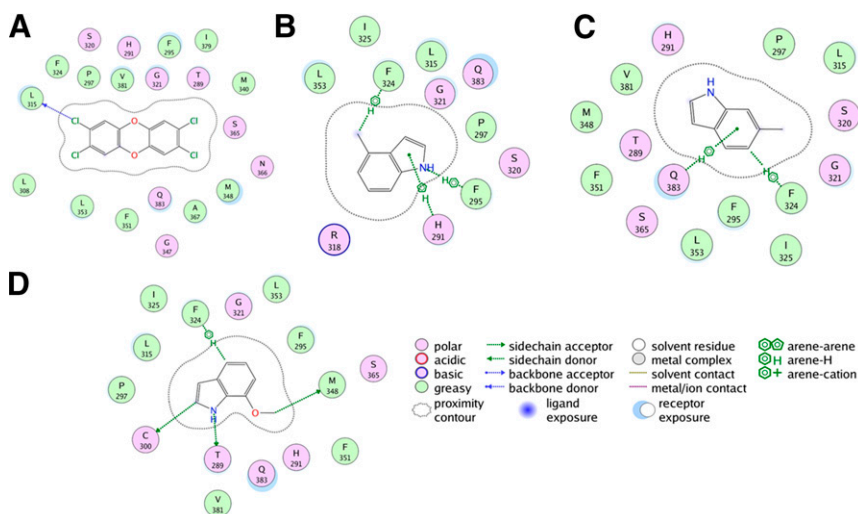 A
S 320
H 291
F 295
I 379
F 324
P 297
V 381
G 321
T 289
M 340
L 315
Cl
O
Cl
Cl
O
Cl
S 365
N 366
L 308
L 353
F 351
Q 383
A 367
M 348
G 347
B
I 325
L 353
F 324
L 315
Q 383
G 321
H
P 297
NH
S 320
H
H
F 295
R 318
H 291
C
H 291
P 297
L 315
V 381
H
N
M 348
S 320
T 289
H
G 321
F 351
Q 383
H
F 324
S 365
F 295
L 353
I 325
D
I 325
F 324
G 321
L 353
H
L 315
F 295
P 297
S 365
M 348
N
H
O
C 300
T 289
Q 383
H 291
F 351
V 381
polar
acidic
basic
greasy
proximity
contour
sidechain acceptor
sidechain donor
backbone acceptor
backbone donor
ligand
exposure
solvent residue
metal complex
solvent contact
metal/ion contact
receptor
exposure
arene-arene
H arene-H
+ arene-cation